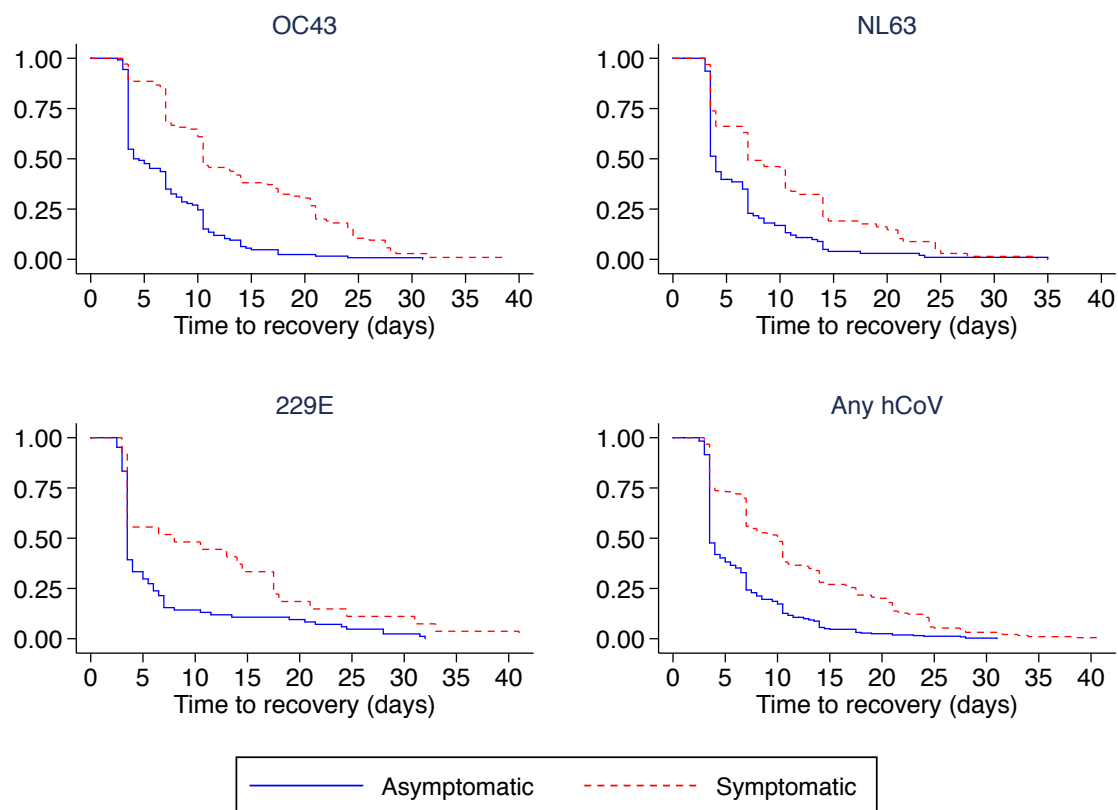 OC43
1.00
0.75
0.50
0.25
0.00
0 5 10 15 20 25 30 35 40
Time to recovery (days)
NL63
1.00
0.75
0.50
0.25
0.00
0 5 10 15 20 25 30 35 40
Time to recovery (days)
229E
1.00
0.75
0.50
0.25
0.00
0 5 10 15 20 25 30 35 40
Time to recovery (days)
Any hCoV
1.00
0.75
0.50
0.25
0.00
0 5 10 15 20 25 30 35 40
Time to recovery (days)
Asymptomatic Symptomatic